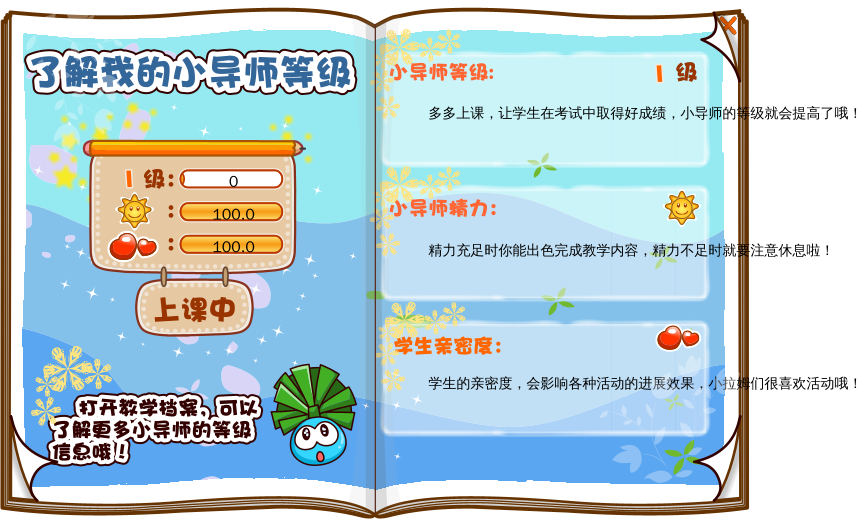 了解我的小导师等级
1 级: 0
: 100.0
: 100.0
上课中
打开教学档案，可以
了解更多小导师的等级
信息哦！
小导师等级: 1 级
多多上课，让学生在考试中取得好成绩，小导师的等级就会提高了哦！
小导师精力:
精力充足时你能出色完成教学内容，精力不足时就要注意休息啦！
学生亲密度:
学生的亲密度，会影响各种活动的进展效果，小拉姆们很喜欢活动哦！